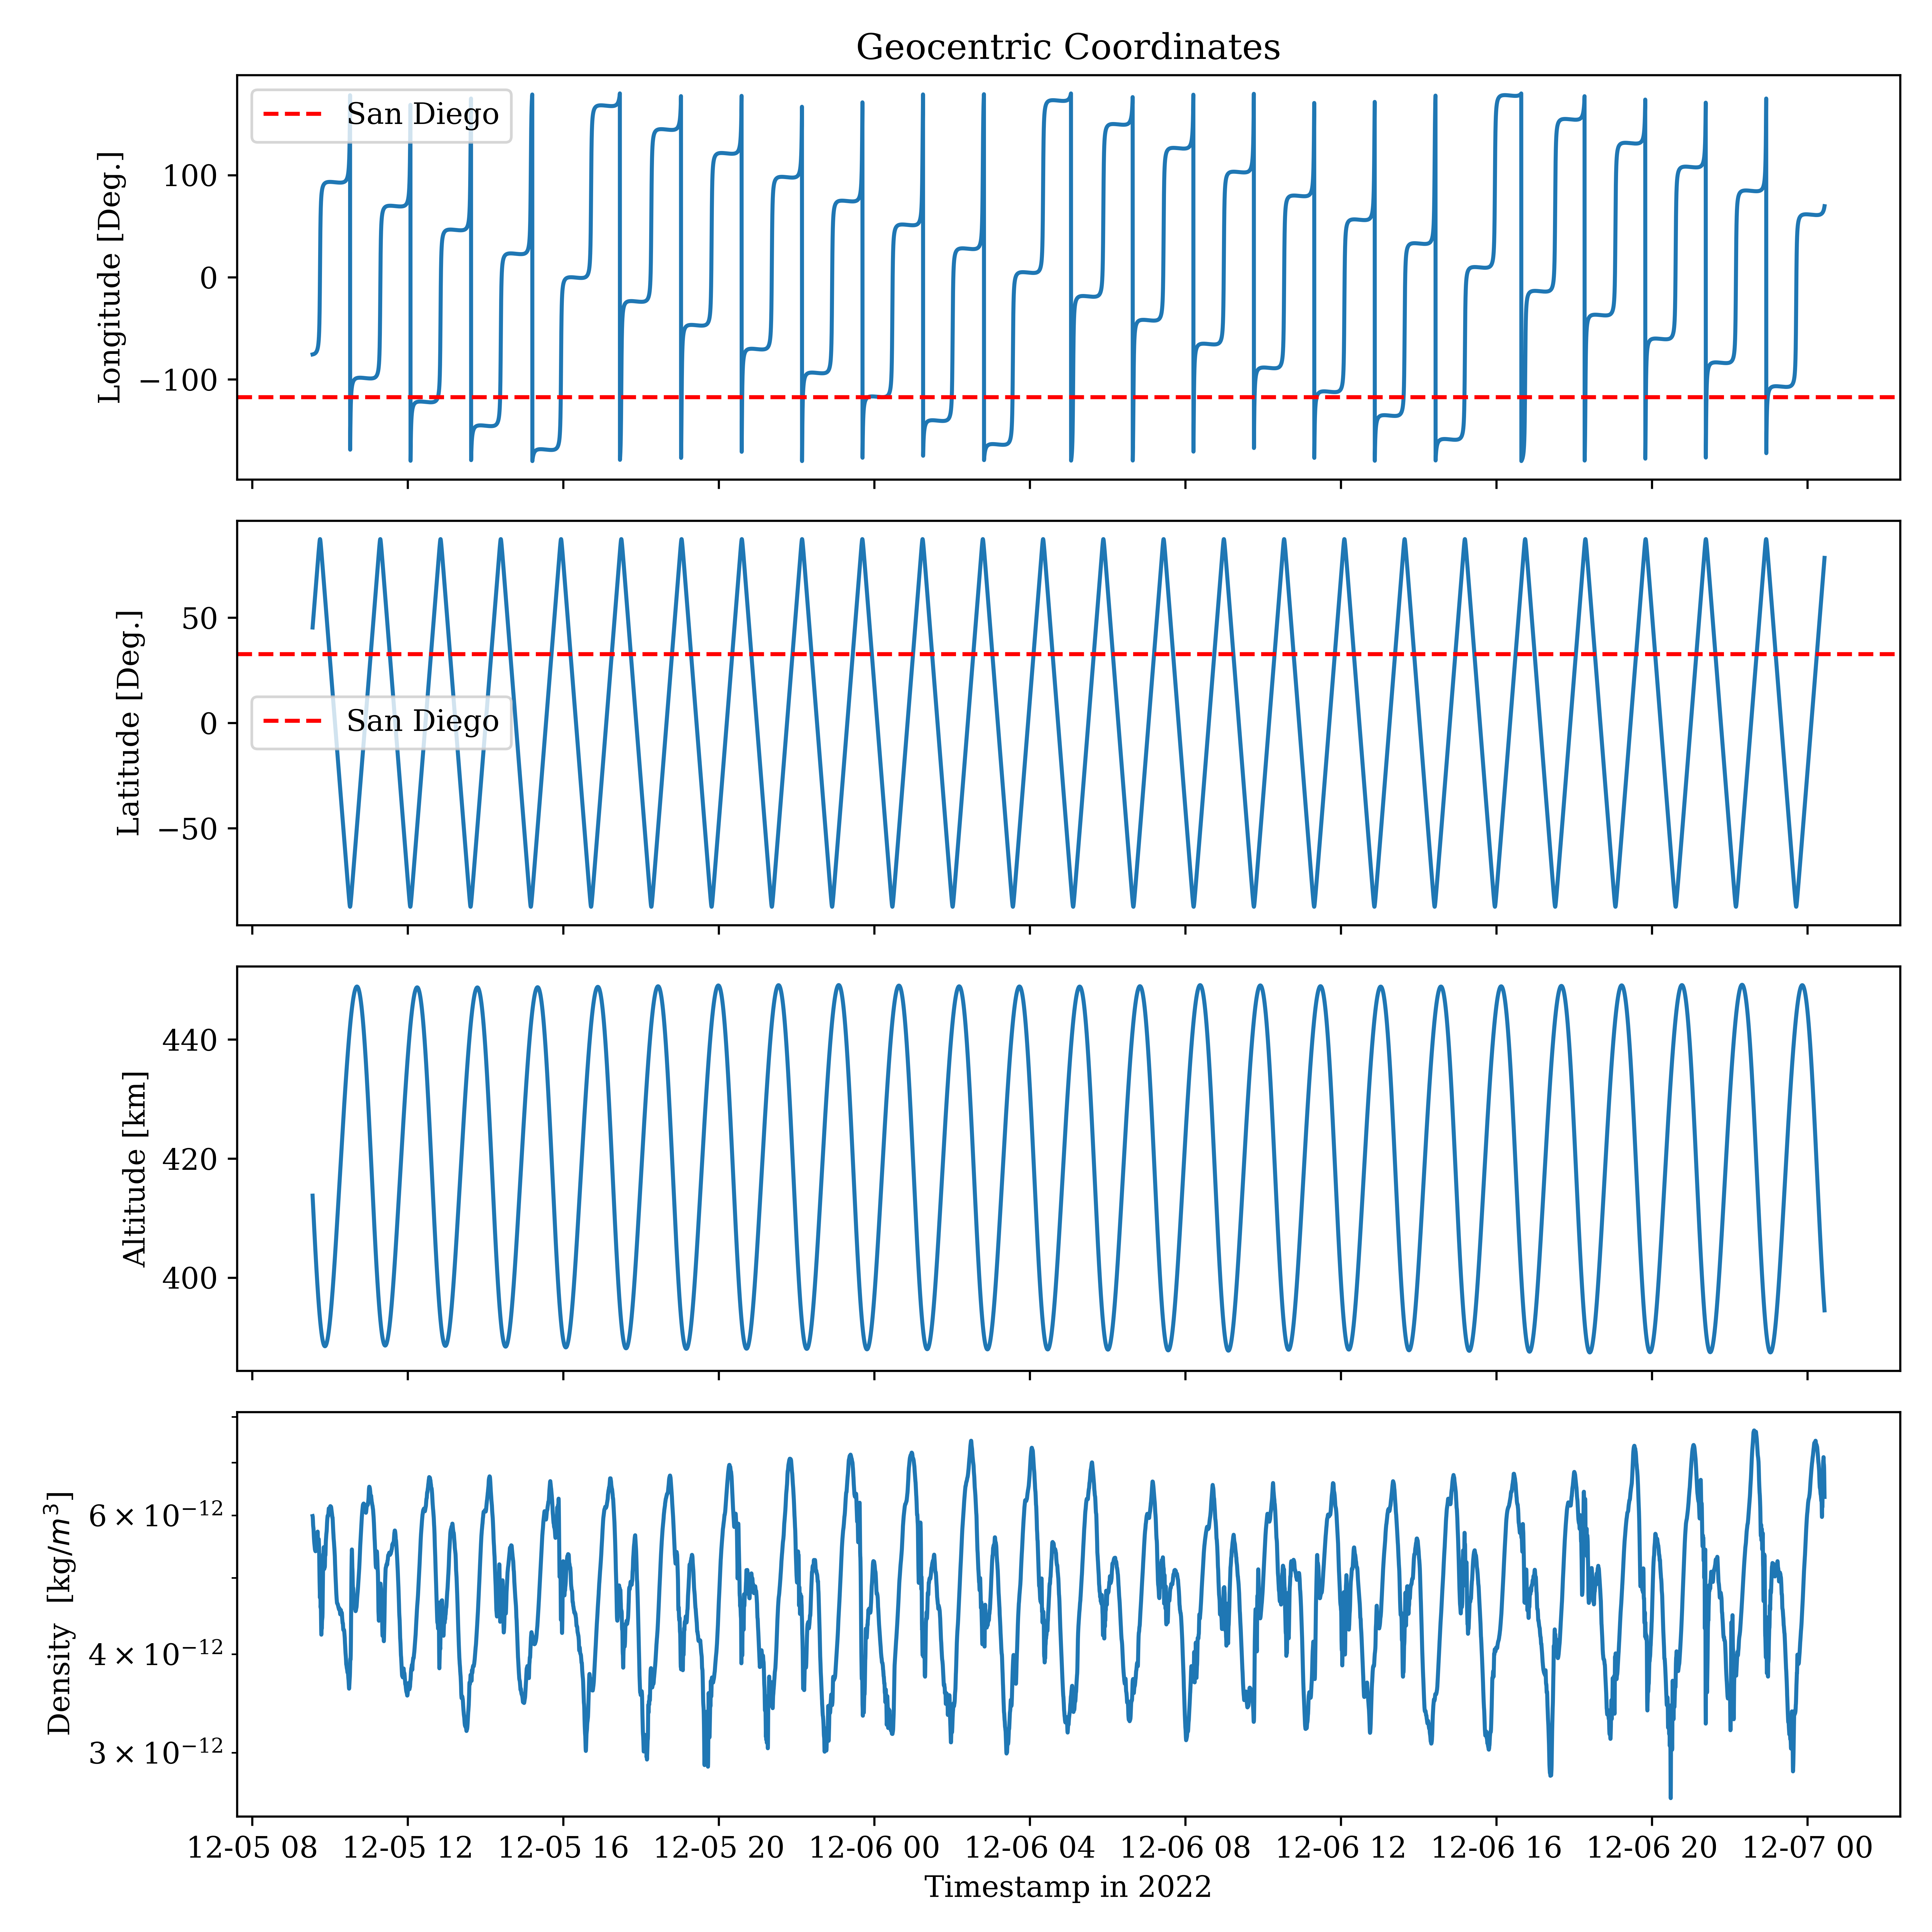 Geocentric Coordinates
Longitude [Deg.]
100
0
−100
San Diego
Latitude [Deg.]
50
0
−50
San Diego
Altitude [km]
440
420
400
Density [kg/m³]
6 × 10⁻¹²
4 × 10⁻¹²
3 × 10⁻¹²
12-05 08 12-05 12 12-05 16 12-05 20 12-06 00 12-06 04 12-06 08 12-06 12 12-06 16 12-06 20 12-07 00
Timestamp in 2022